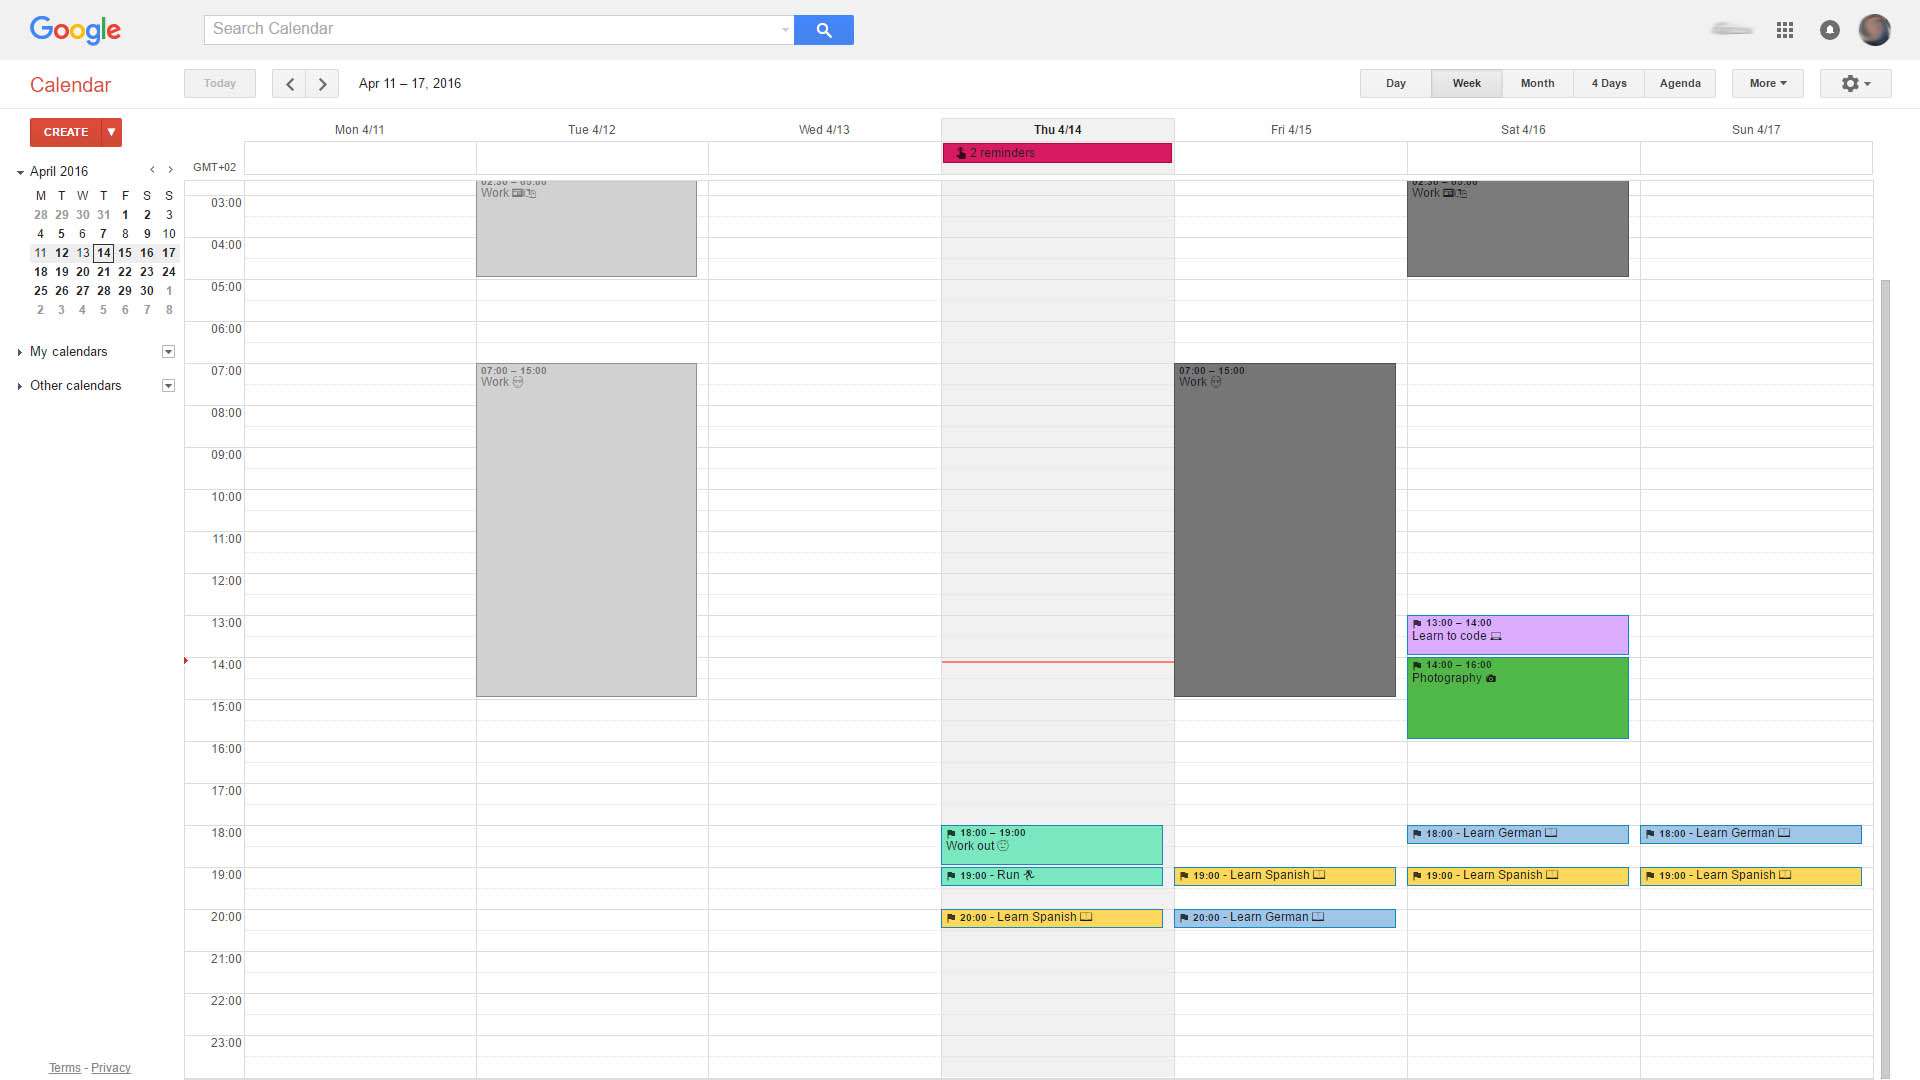 Google
Search Calendar
Calendar
Today
Apr 11 – 17, 2016
Day
Week
Month
4 Days
Agenda
More
CREATE
April 2016
M T W T F S S
28 29 30 31 1 2 3
4 5 6 7 8 9 10
11 12 13 14 15 16 17
18 19 20 21 22 23 24
25 26 27 28 29 30 1
2 3 4 5 6 7 8
My calendars
Other calendars
Terms - Privacy
Mon 4/11
Tue 4/12
Wed 4/13
Thu 4/14
Fri 4/15
Sat 4/16
Sun 4/17
GMT+02
2 reminders
03:00
04:00
05:00
06:00
07:00
08:00
09:00
10:00
11:00
12:00
13:00
14:00
15:00
16:00
17:00
18:00
19:00
20:00
21:00
22:00
23:00
02:30 – 05:00
Work
07:00 – 15:00
Work
18:00 – 19:00
Work out
19:00 - Run
20:00 - Learn Spanish
07:00 – 15:00
Work
19:00 - Learn Spanish
20:00 - Learn German
02:30 – 05:00
Work
13:00 – 14:00
Learn to code
14:00 – 16:00
Photography
18:00 - Learn German
19:00 - Learn Spanish
18:00 - Learn German
19:00 - Learn Spanish